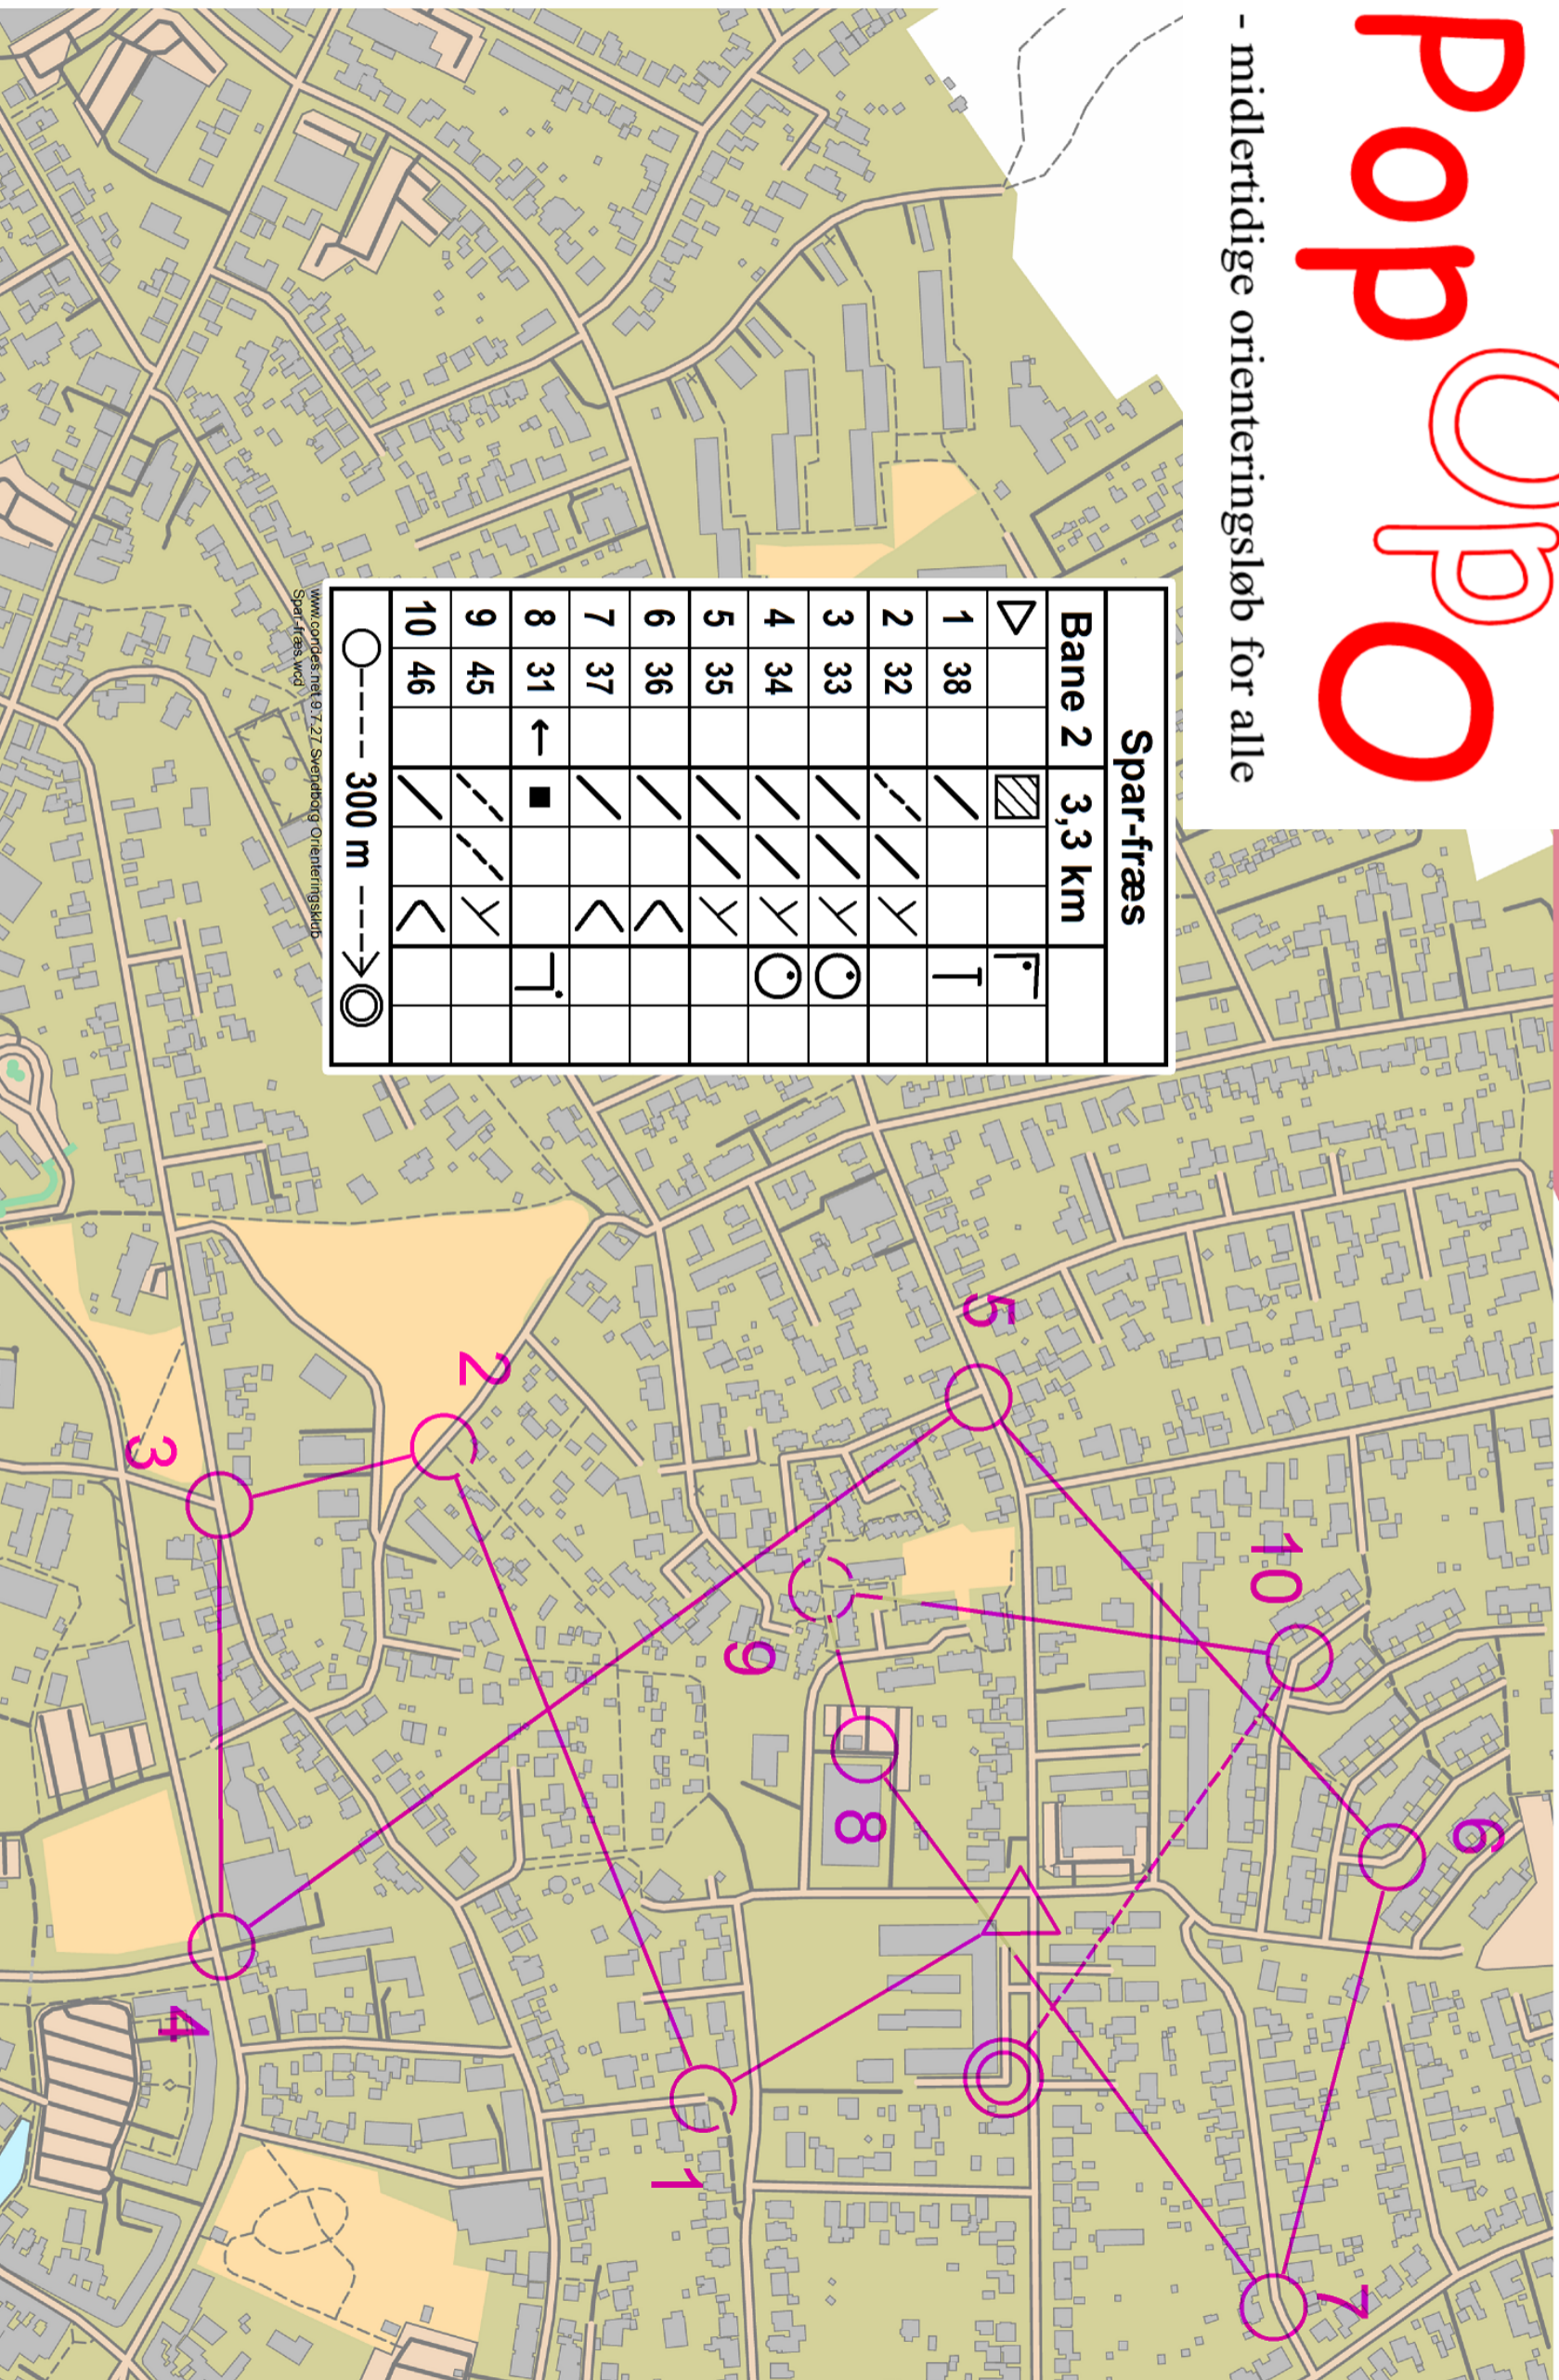 PopOpO
- midlertidige orienteringsløb for alle
Spar-fræs
Bane 2 3,3 km
1 38
2 32
3 33
4 34
5 35
6 36
7 37
8 31 ←
9 45
10 46
300 m
www.condes.net 9.7.27 Svendborg Orienteringsklub
Spar-fræs.wcd
5
2
3
10
9
6
8
4
1
7